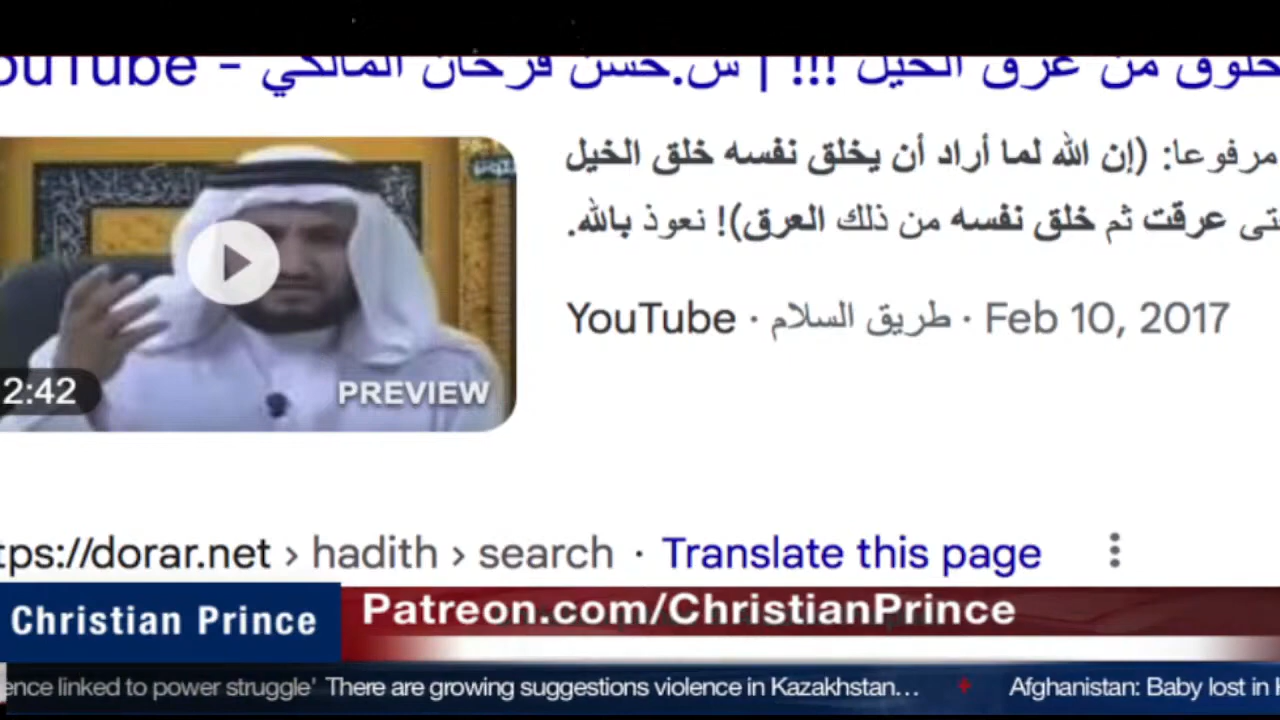 YouTube - خلوق من عرق الخيل !!! | س.حسن فرحان المالكي
مرفوعا: (إن الله لما أراد أن يخلق نفسه خلق الخيل
تى عرقت ثم خلق نفسه من ذلك العرق)! نعوذ بالله.
YouTube · طريق السلام · Feb 10, 2017
2:42
PREVIEW
tps://dorar.net › hadith › search · Translate this page
Christian Prince
Patreon.com/ChristianPrince
ence linked to power struggle' There are growing suggestions violence in Kazakhstan... Afghanistan: Baby lost in